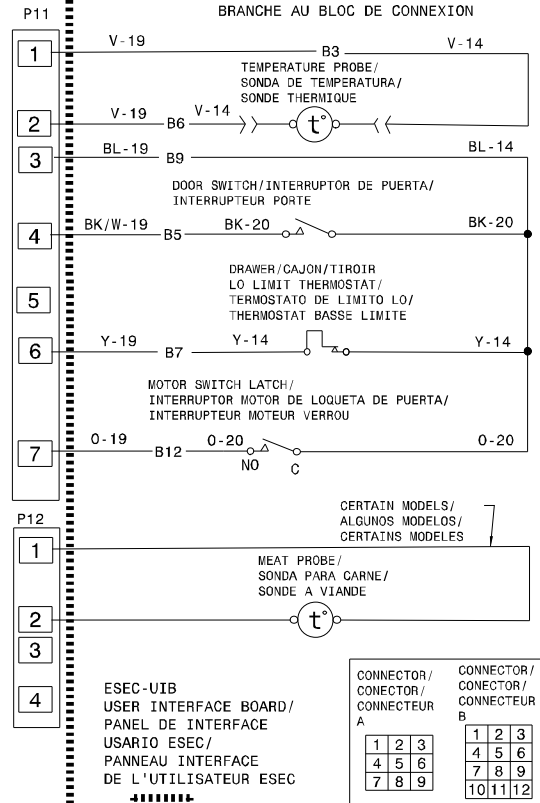 BRANCHE AU BLOC DE CONNEXION
P11
1
V-19
B3
V-14
TEMPERATURE PROBE/
SONDA DE TEMPERATURA/
SONDE THERMIQUE
2
V-19
B6
V-14
t°
3
BL-19
B9
BL-14
DOOR SWITCH/INTERRUPTOR DE PUERTA/
INTERRUPTEUR PORTE
4
BK/W-19
B5
BK-20
BK-20
DRAWER/CAJON/TIROIR
LO LIMIT THERMOSTAT/
TERMOSTATO DE LIMITO LO/
THERMOSTAT BASSE LIMITE
5
6
Y-19
B7
Y-14
Y-14
MOTOR SWITCH LATCH/
INTERRUPTOR MOTOR DE LOQUETA DE PUERTA/
INTERRUPTEUR MOTEUR VERROU
7
O-19
B12
O-20
O-20
NO
C
P12
CERTAIN MODELS/
ALGUNOS MODELOS/
CERTAINS MODELES
1
MEAT PROBE/
SONDA PARA CARNE/
SONDE A VIANDE
2
t°
3
4
ESEC-UIB
USER INTERFACE BOARD/
PANEL DE INTERFACE
USARIO ESEC/
PANNEAU INTERFACE
DE L'UTILISATEUR ESEC
CONNECTOR/
CONECTOR/
CONNECTEUR
A
1 2 3
4 5 6
7 8 9
CONNECTOR/
CONECTOR/
CONNECTEUR
B
1 2 3
4 5 6
7 8 9
10 11 12